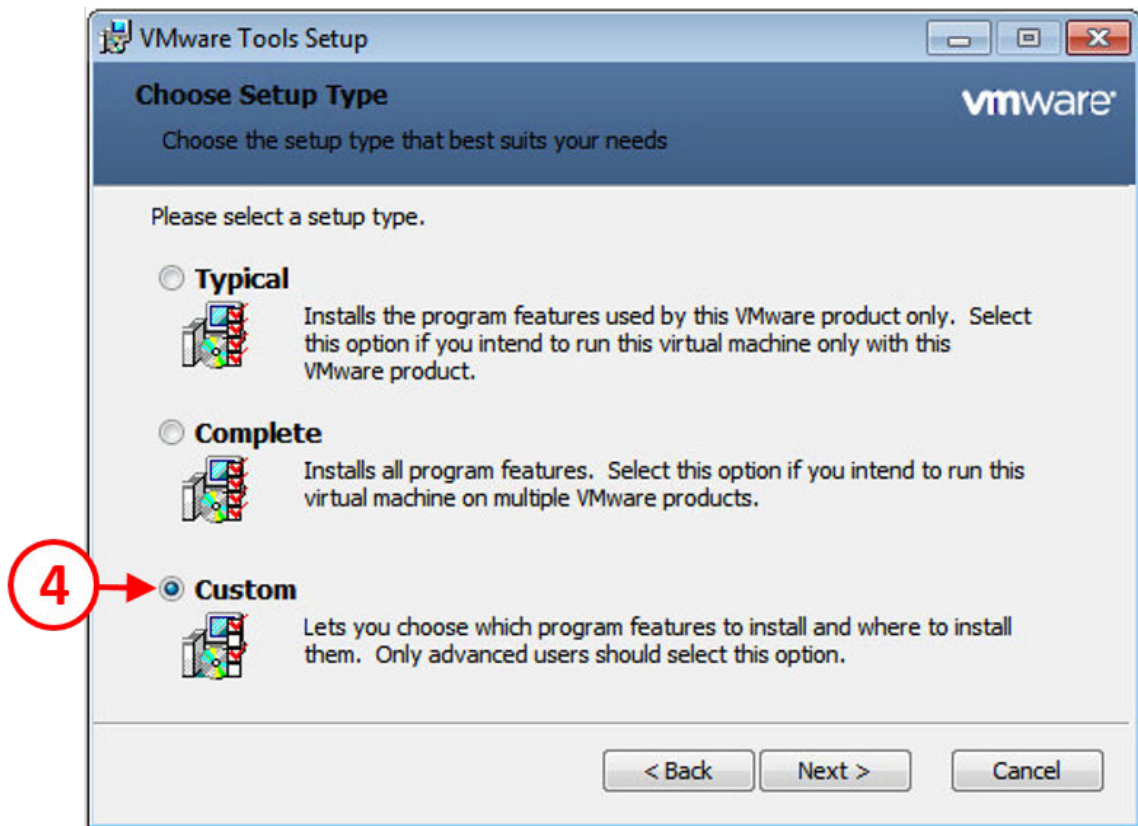 VMware Tools Setup
Choose Setup Type
vmware
Choose the setup type that best suits your needs
Please select a setup type.
Typical
Installs the program features used by this VMware product only. Select
this option if you intend to run this virtual machine only with this
VMware product.
Complete
Installs all program features. Select this option if you intend to run this
virtual machine on multiple VMware products.
4
Custom
Lets you choose which program features to install and where to install
them. Only advanced users should select this option.
< Back
Next >
Cancel